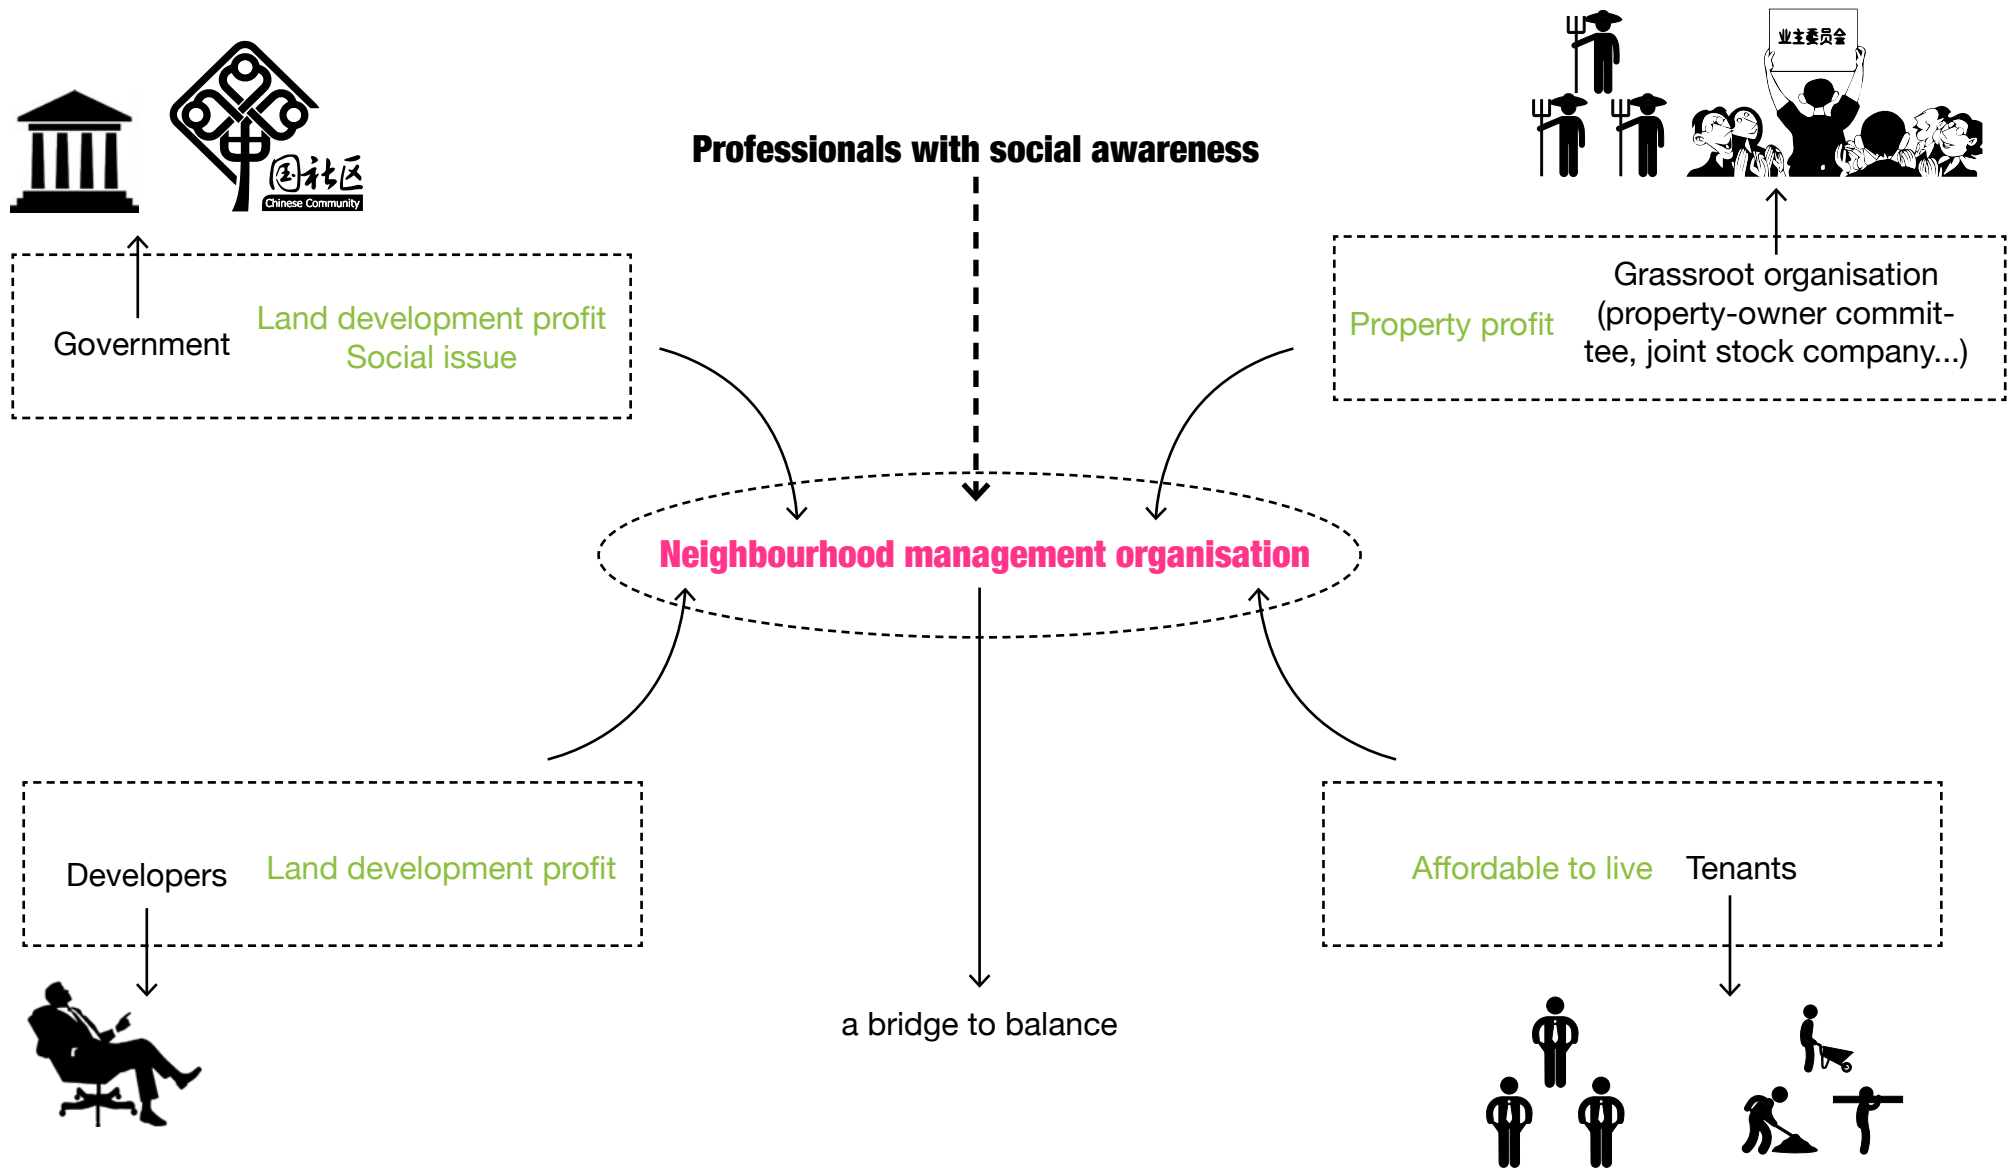 业主委员会
国社区
Chinese Community
Professionals with social awareness
Government
Land development profit
Social issue
Property profit
Grassroot organisation
(property-owner commit-
tee, joint stock company...)
Neighbourhood management organisation
Developers
Land development profit
Affordable to live
Tenants
a bridge to balance